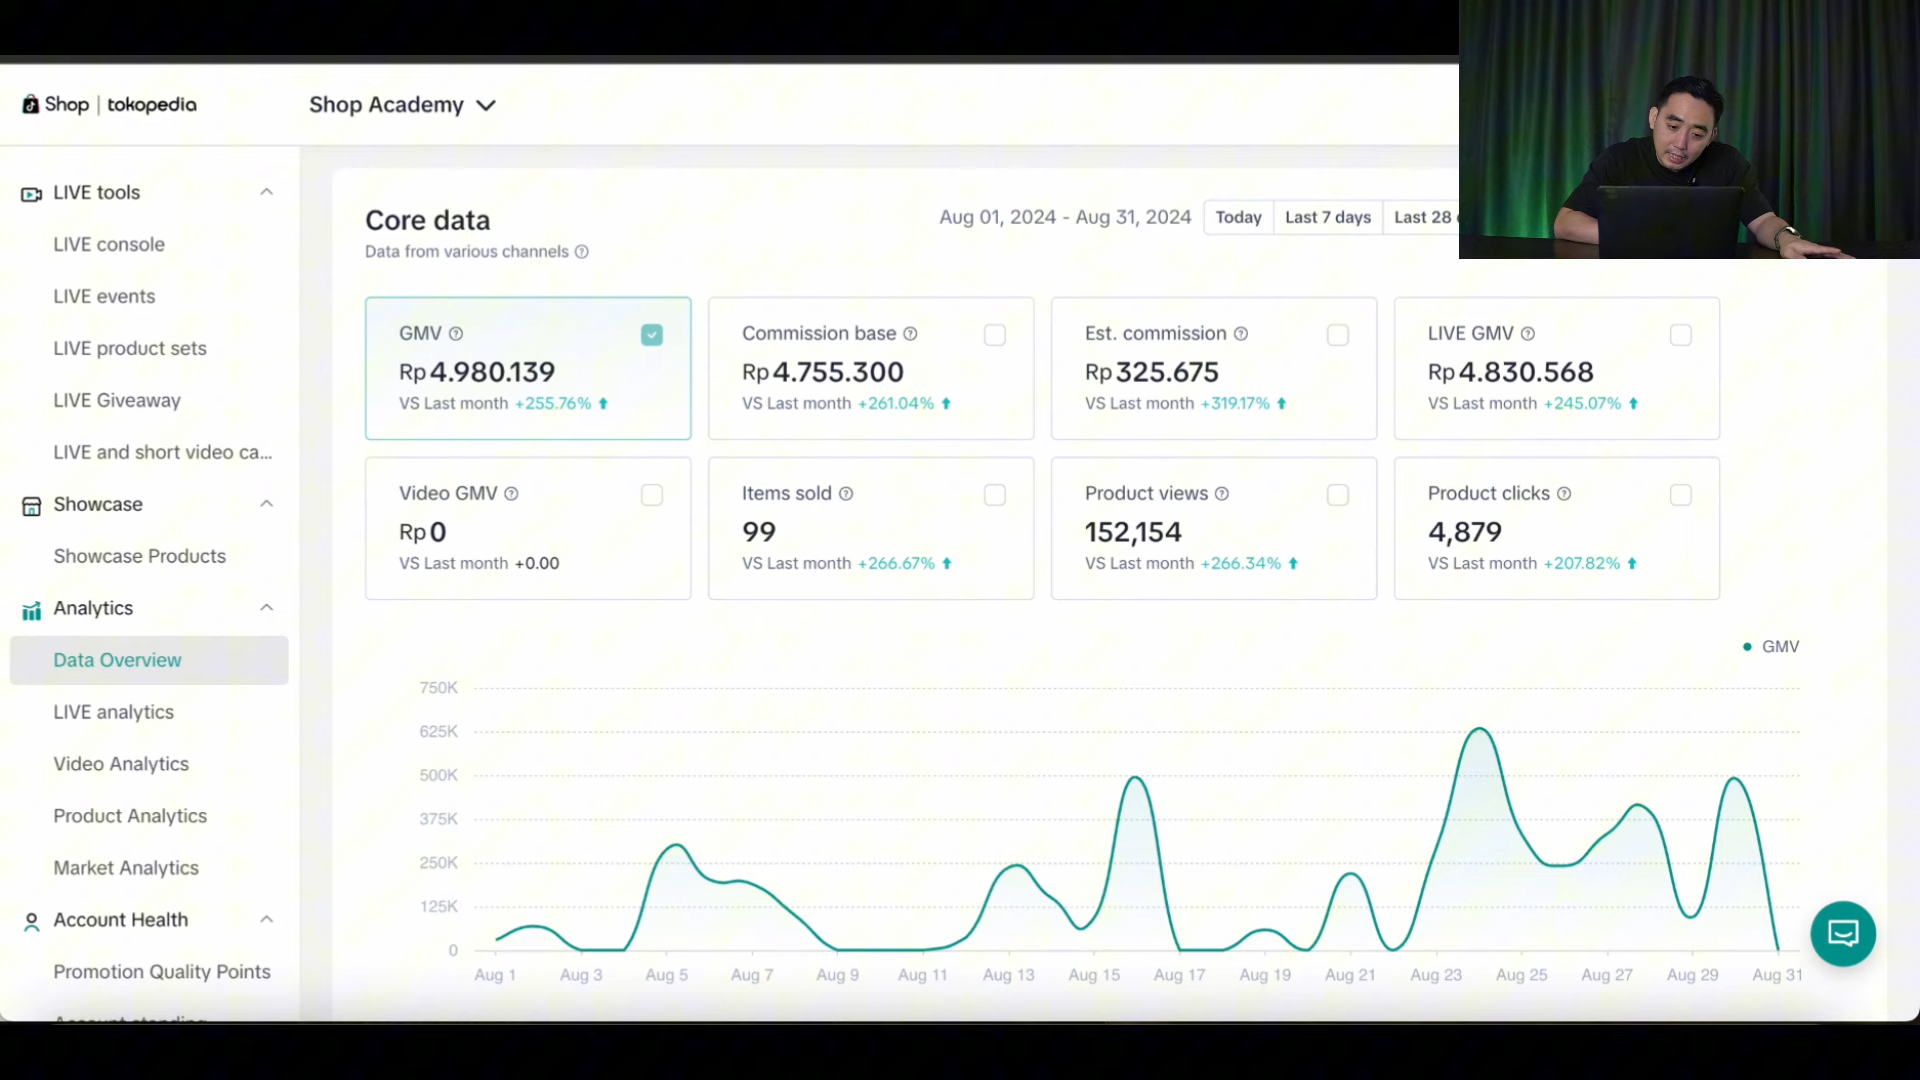 Shop | tokopedia
Shop Academy
LIVE tools
LIVE console
LIVE events
LIVE product sets
LIVE Giveaway
LIVE and short video ca...
Showcase
Showcase Products
Analytics
Data Overview
LIVE analytics
Video Analytics
Product Analytics
Market Analytics
Account Health
Promotion Quality Points
Core data
Data from various channels
Aug 01, 2024 - Aug 31, 2024
Today
Last 7 days
Last 28
GMV
Rp 4.980.139
VS Last month +255.76%
Commission base
Rp 4.755.300
VS Last month +261.04%
Est. commission
Rp 325.675
VS Last month +319.17%
LIVE GMV
Rp 4.830.568
VS Last month +245.07%
Video GMV
Rp 0
VS Last month +0.00
Items sold
99
VS Last month +266.67%
Product views
152,154
VS Last month +266.34%
Product clicks
4,879
VS Last month +207.82%
GMV
750K
625K
500K
375K
250K
125K
0
Aug 1 Aug 3 Aug 5 Aug 7 Aug 9 Aug 11 Aug 13 Aug 15 Aug 17 Aug 19 Aug 21 Aug 23 Aug 25 Aug 27 Aug 29 Aug 31